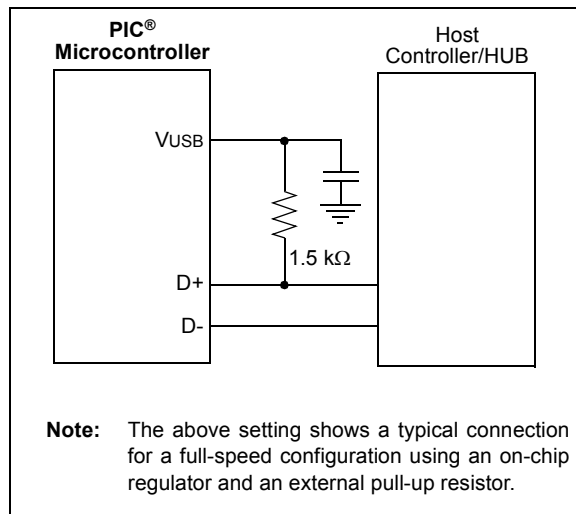 PIC®
Microcontroller
Host
Controller/HUB
VUSB
1.5 kΩ
D+
D-
Note: The above setting shows a typical connection
for a full-speed configuration using an on-chip
regulator and an external pull-up resistor.